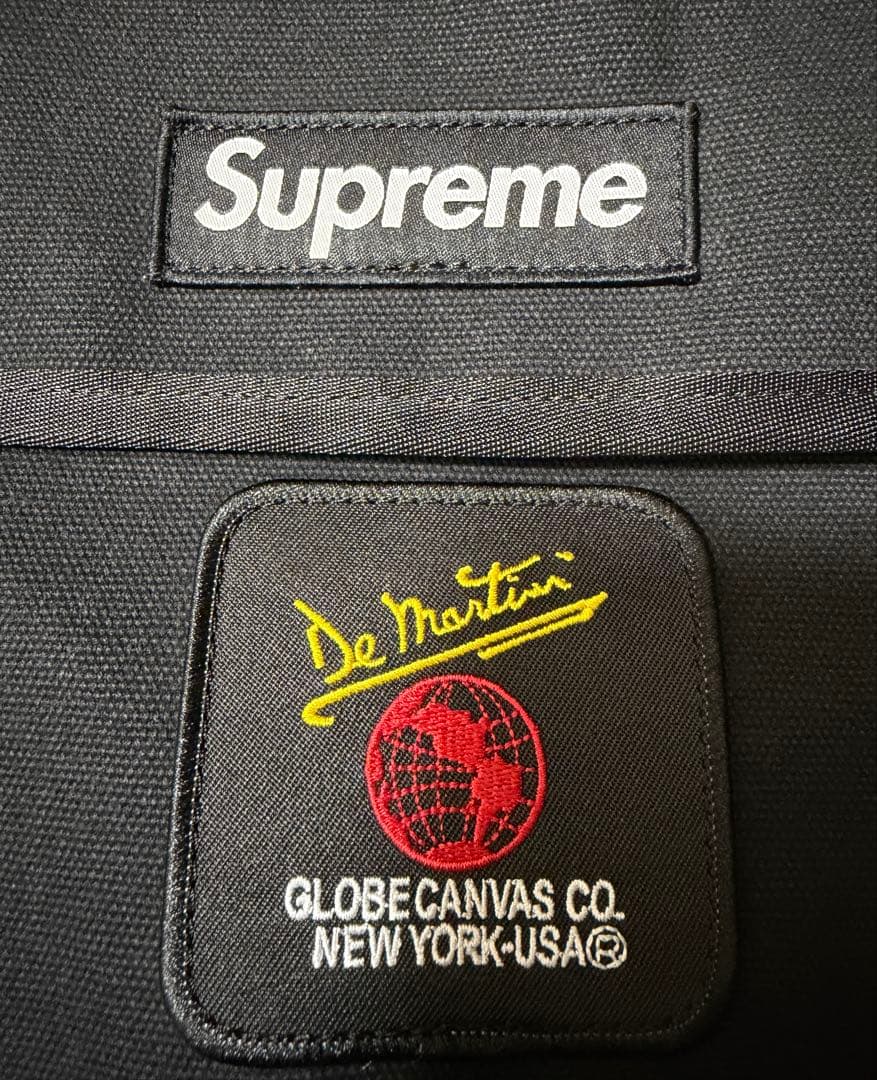 Supreme
De Martini
GLOBE CANVAS CO.
NEW YORK-USA®